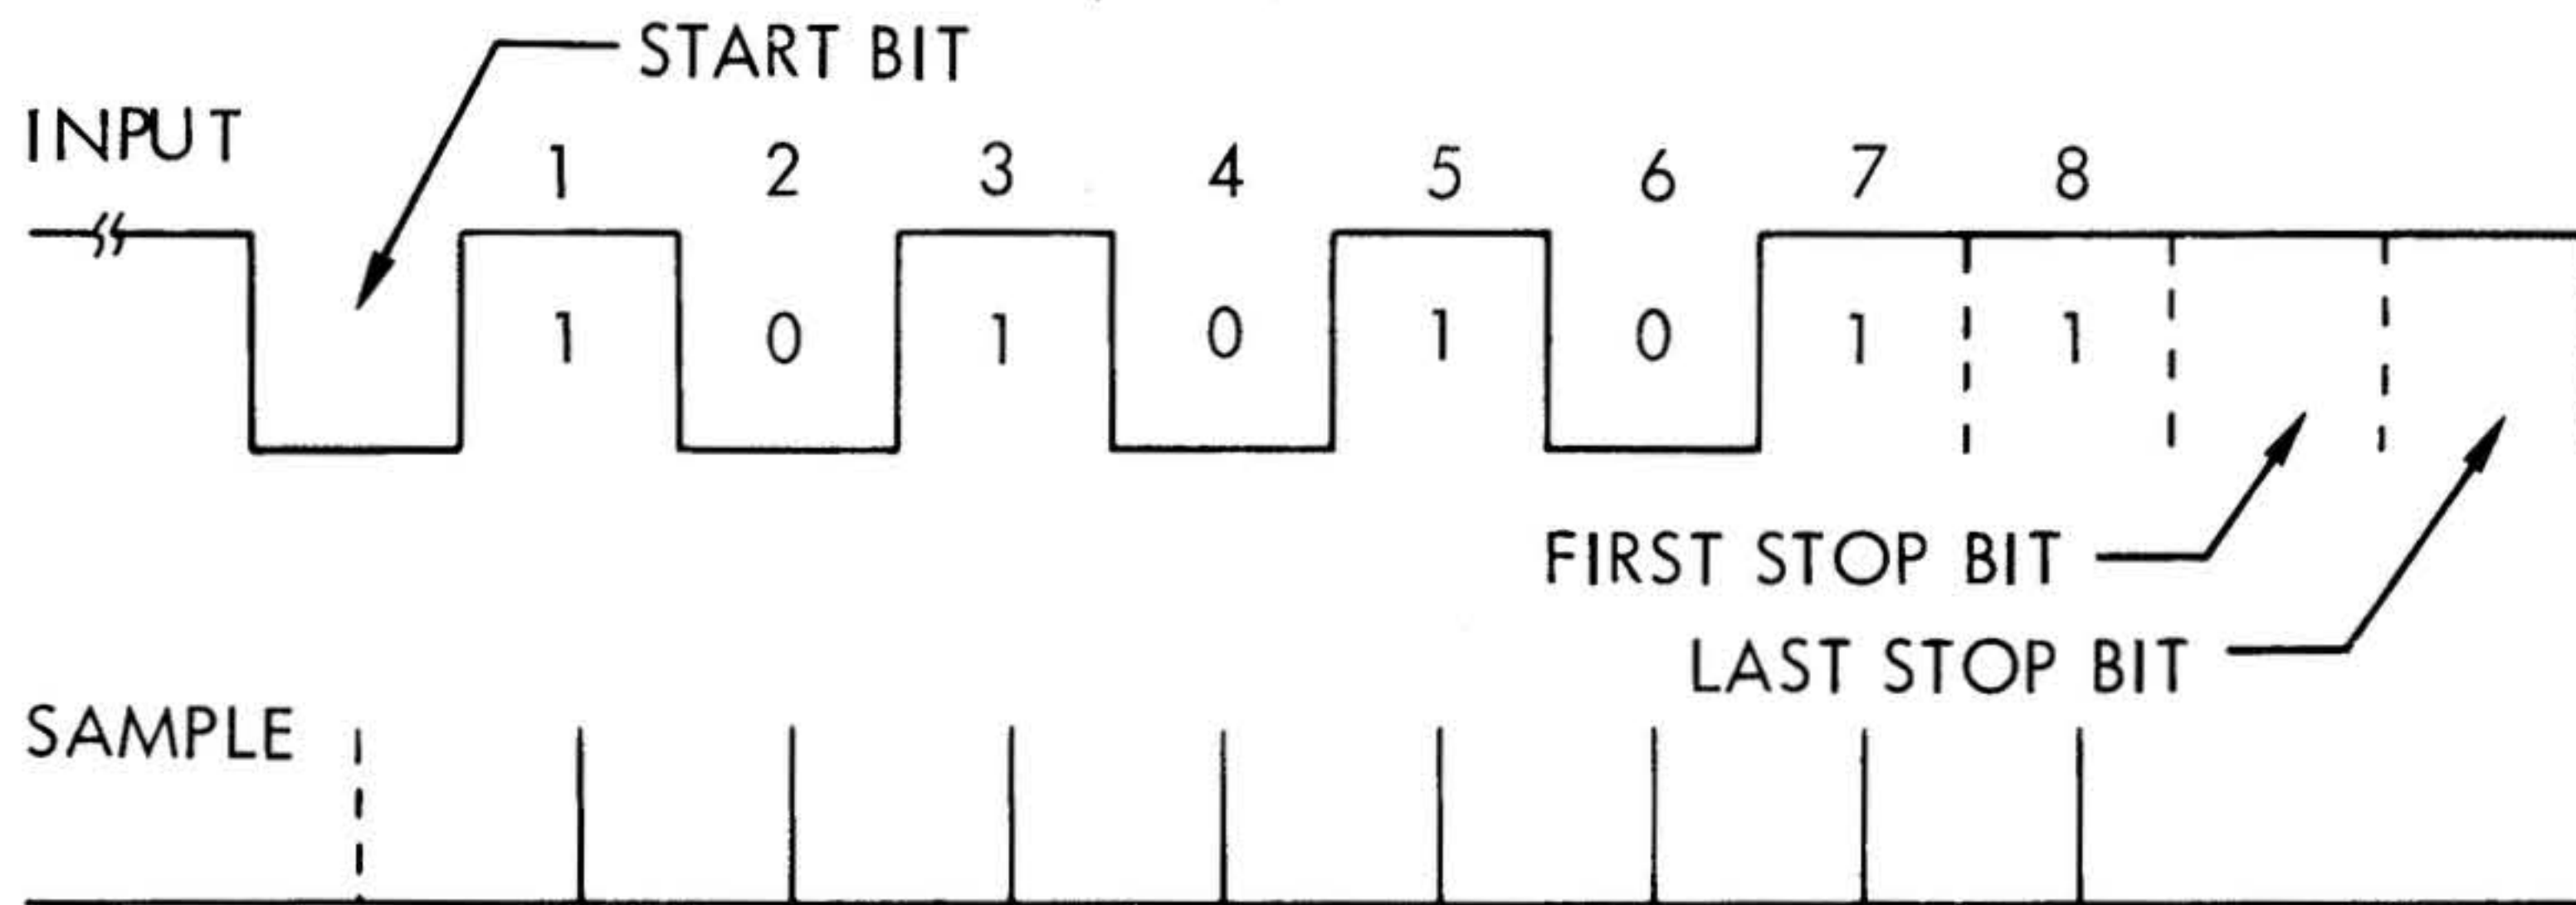 START BIT
INPUT
1 2 3 4 5 6 7 8
1 0 1 0 1 0 1 1
FIRST STOP BIT
LAST STOP BIT
SAMPLE